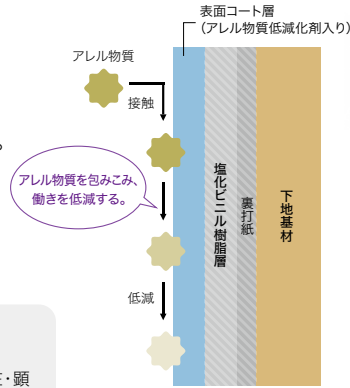 表面コート層
（アレル物質低減化剤入り）
アレル物質
接触
。
アレル物質を包みこみ、
働きを低減する。
塩化ビニル樹脂層
裏打紙
下地基材
低減
・顕